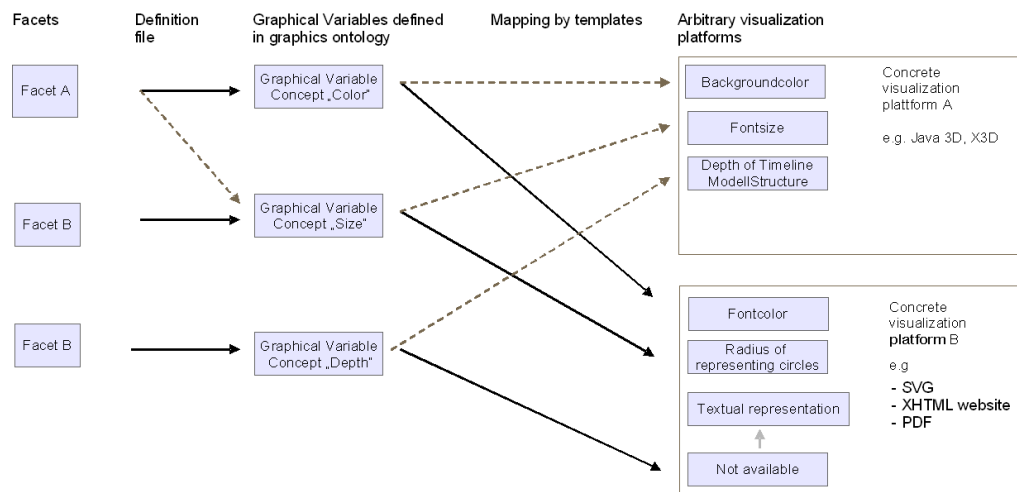 Facets
Definition
file
Graphical Variables defined
in graphics ontology
Mapping by templates
Arbitrary visualization
platforms
Facet A
Graphical Variable
Concept „Color"
Backgroundcolor
Fontsize
Depth of Timeline
ModellStructure
Concrete
visualization
plattform A
e.g. Java 3D, X3D
Facet B
Graphical Variable
Concept „Size"
Facet B
Graphical Variable
Concept „Depth"
Fontcolor
Radius of
representing circles
Textual representation
Not available
Concrete
visualization
platform B
e.g
- SVG
- XHTML website
- PDF